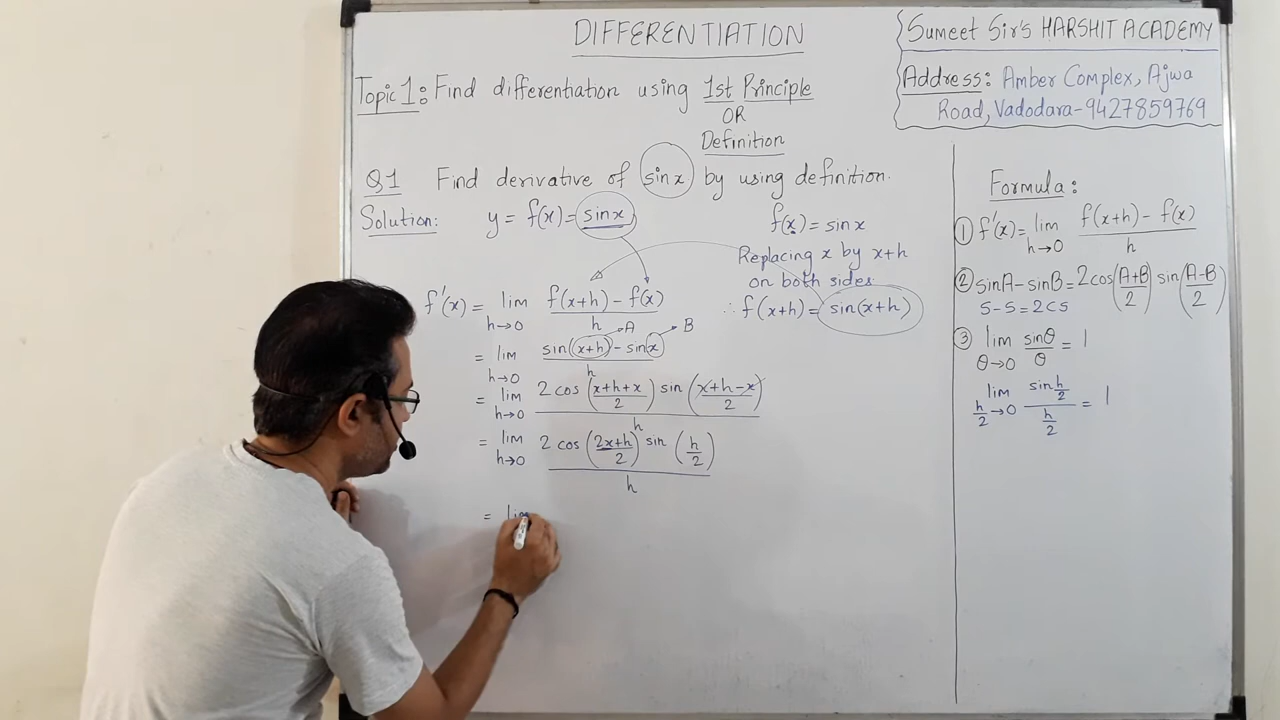 DIFFERENTIATION
Sumeet Sir's HARSHIT ACADEMY
Address: Amber Complex, Ajwa
Road, Vadodara-9427859769
Topic 1: Find differentiation using 1st Principle
OR
Definition
Q1 Find derivative of sinx by using definition.
Solution: y = f(x) = sinx
f(x) = sinx
Replacing x by x+h
on both sides
∴ f(x+h) = sin(x+h)
f'(x) = lim h→0 f(x+h) - f(x) / h
= lim h→0 sin(x+h) - sinx / h
A
B
= lim h→0 2 cos (x+h+x / 2) sin (x+h-x / 2) / h
= lim h→0 2 cos (2x+h / 2) sin (h / 2) / h
= lim
Formula:
① f'(x) = lim h→0 f(x+h) - f(x) / h
② sinA - sinB = 2cos(A+B / 2) sin(A-B / 2)
S-S = 2CS
③ lim θ→0 sinθ / θ = 1
lim h/2→0 sin h/2 / h/2 = 1